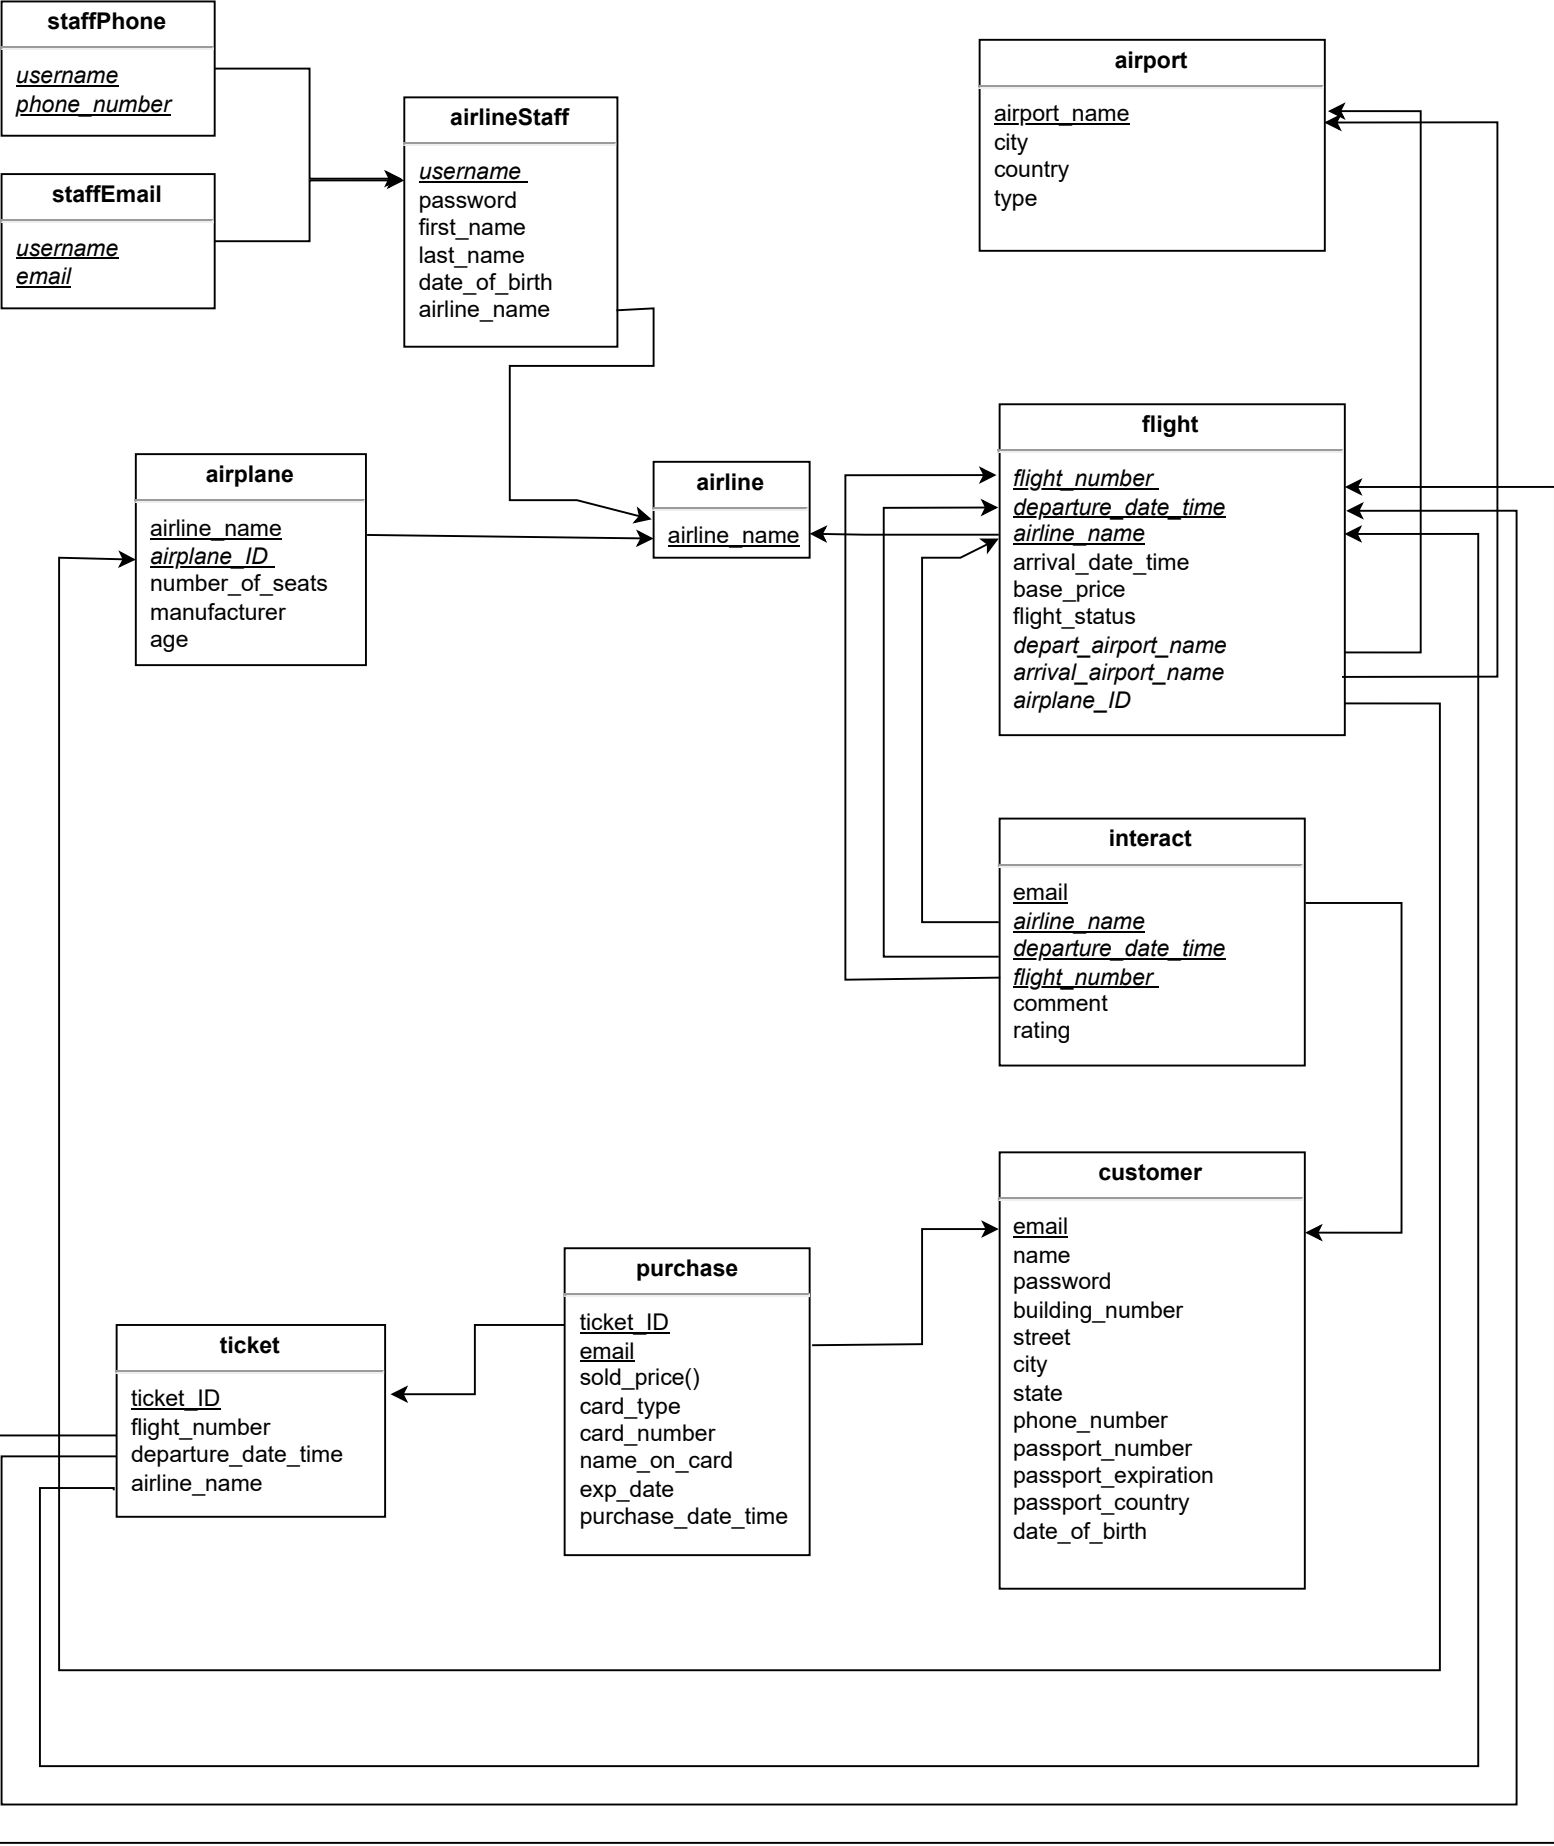 staffPhone
username
phone_number
staffEmail
username
email
airlineStaff
username
password
first_name
last_name
date_of_birth
airline_name
airport
airport_name
city
country
type
airplane
airline_name
airplane_ID
number_of_seats
manufacturer
age
airline
airline_name
flight
flight_number
departure_date_time
airline_name
arrival_date_time
base_price
flight_status
depart_airport_name
arrival_airport_name
airplane_ID
interact
email
airline_name
departure_date_time
flight_number
comment
rating
customer
email
name
password
building_number
street
city
state
phone_number
passport_number
passport_expiration
passport_country
date_of_birth
purchase
ticket_ID
email
sold_price()
card_type
card_number
name_on_card
exp_date
purchase_date_time
ticket
ticket_ID
flight_number
departure_date_time
airline_name